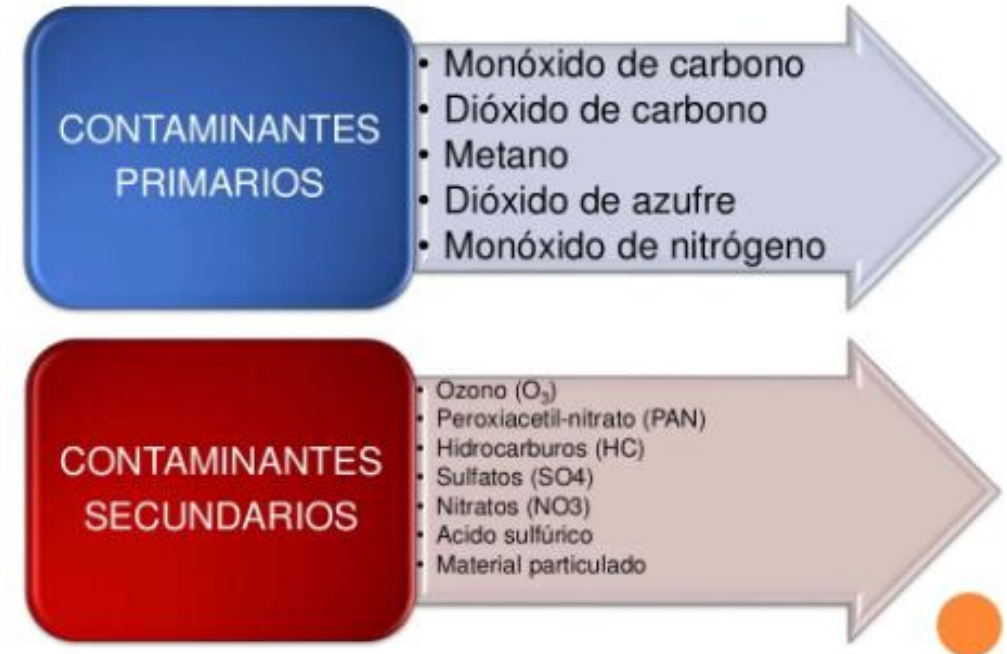 CONTAMINANTES
PRIMARIOS
• Monóxido de carbono
• Dióxido de carbono
• Metano
• Dióxido de azufre
• Monóxido de nitrógeno
CONTAMINANTES
SECUNDARIOS
• Ozono (O₃)
• Peroxiacetil-nitrato (PAN)
• Hidrocarburos (HC)
• Sulfatos (SO4)
• Nitratos (NO3)
• Acido sulfúrico
• Material particulado